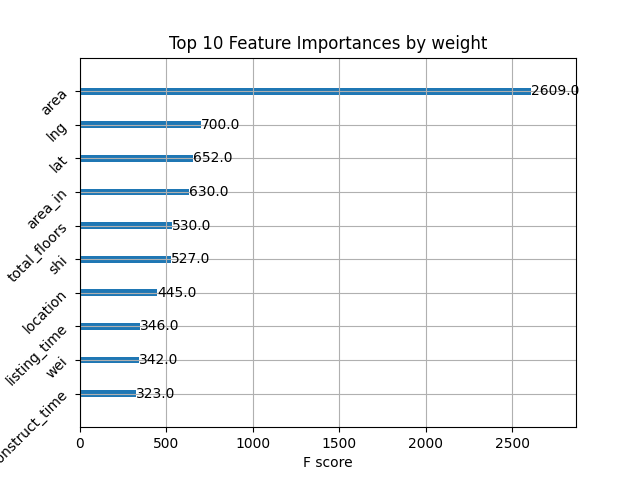 Top 10 Feature Importances by weight
area
2609.0
lng
700.0
lat
652.0
area_in
630.0
total_floors
530.0
shi
527.0
location
445.0
listing_time
346.0
wei
342.0
onstruct_time
323.0
0 500 1000 1500 2000 2500
F score